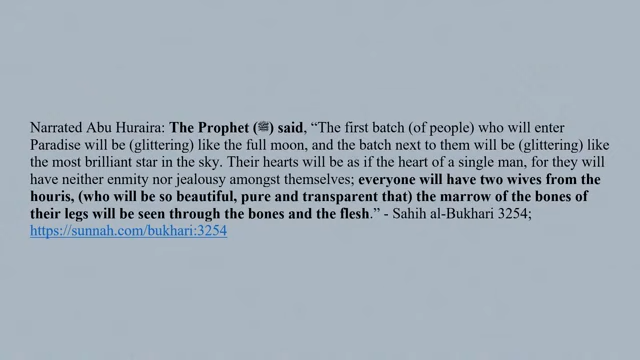 Narrated Abu Huraira: The Prophet (ﷺ) said, “The first batch (of people) who will enter
Paradise will be (glittering) like the full moon, and the batch next to them will be (glittering) like
the most brilliant star in the sky. Their hearts will be as if the heart of a single man, for they will
have neither enmity nor jealousy amongst themselves; everyone will have two wives from the
houris, (who will be so beautiful, pure and transparent that) the marrow of the bones of
their legs will be seen through the bones and the flesh.” - Sahih al-Bukhari 3254;
https://sunnah.com/bukhari:3254